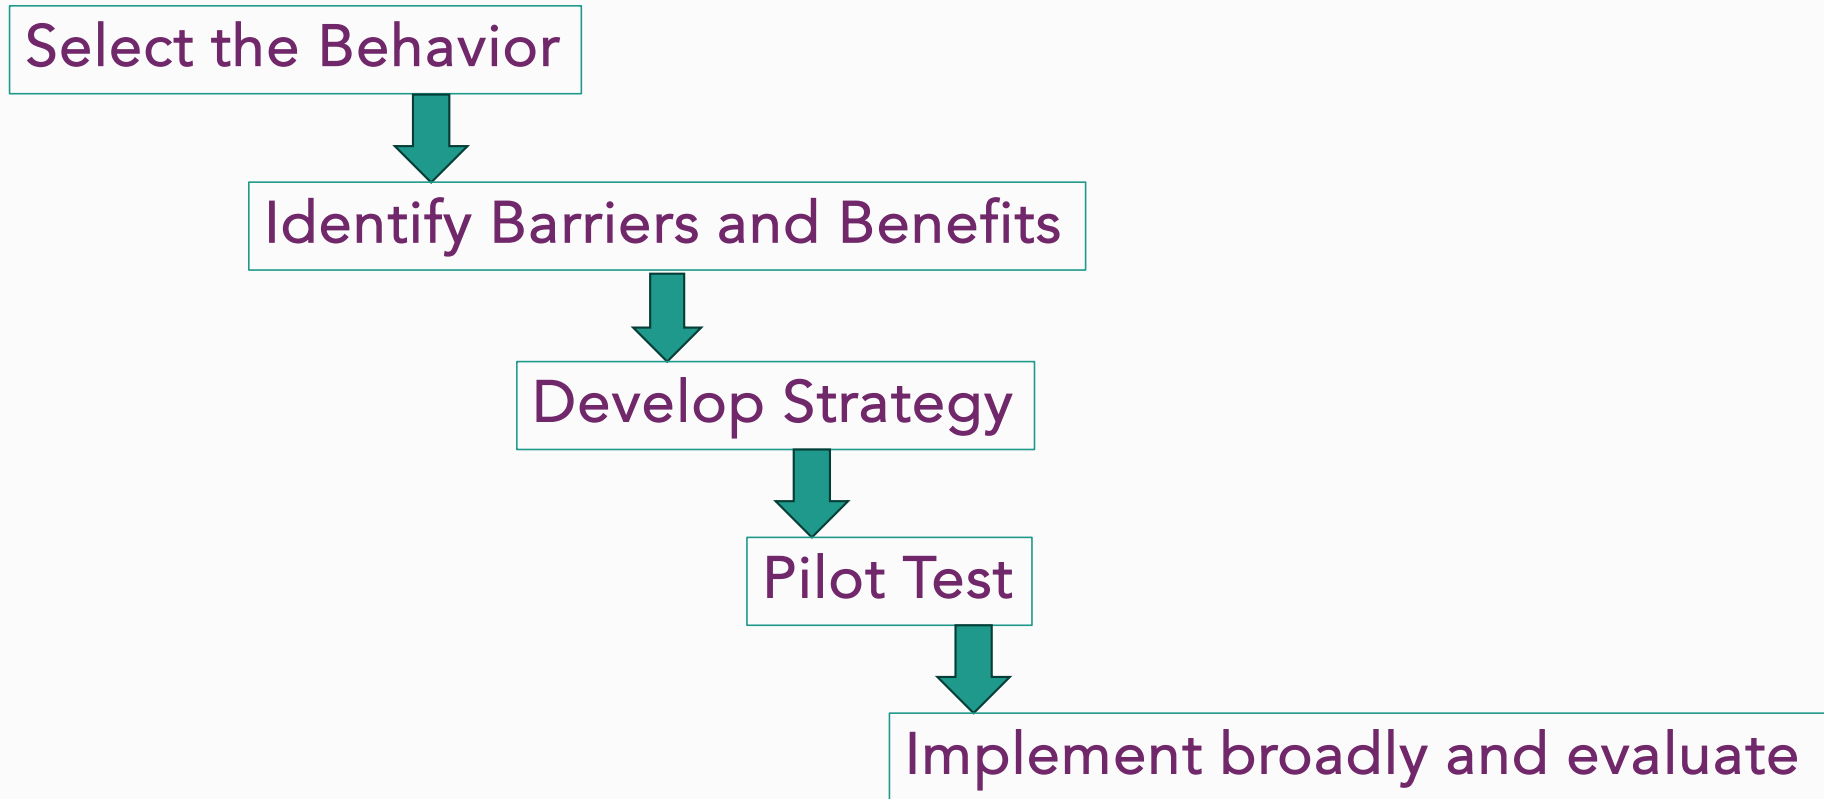 Select the Behavior
Identify Barriers and Benefits
Develop Strategy
Pilot Test
Implement broadly and evaluate